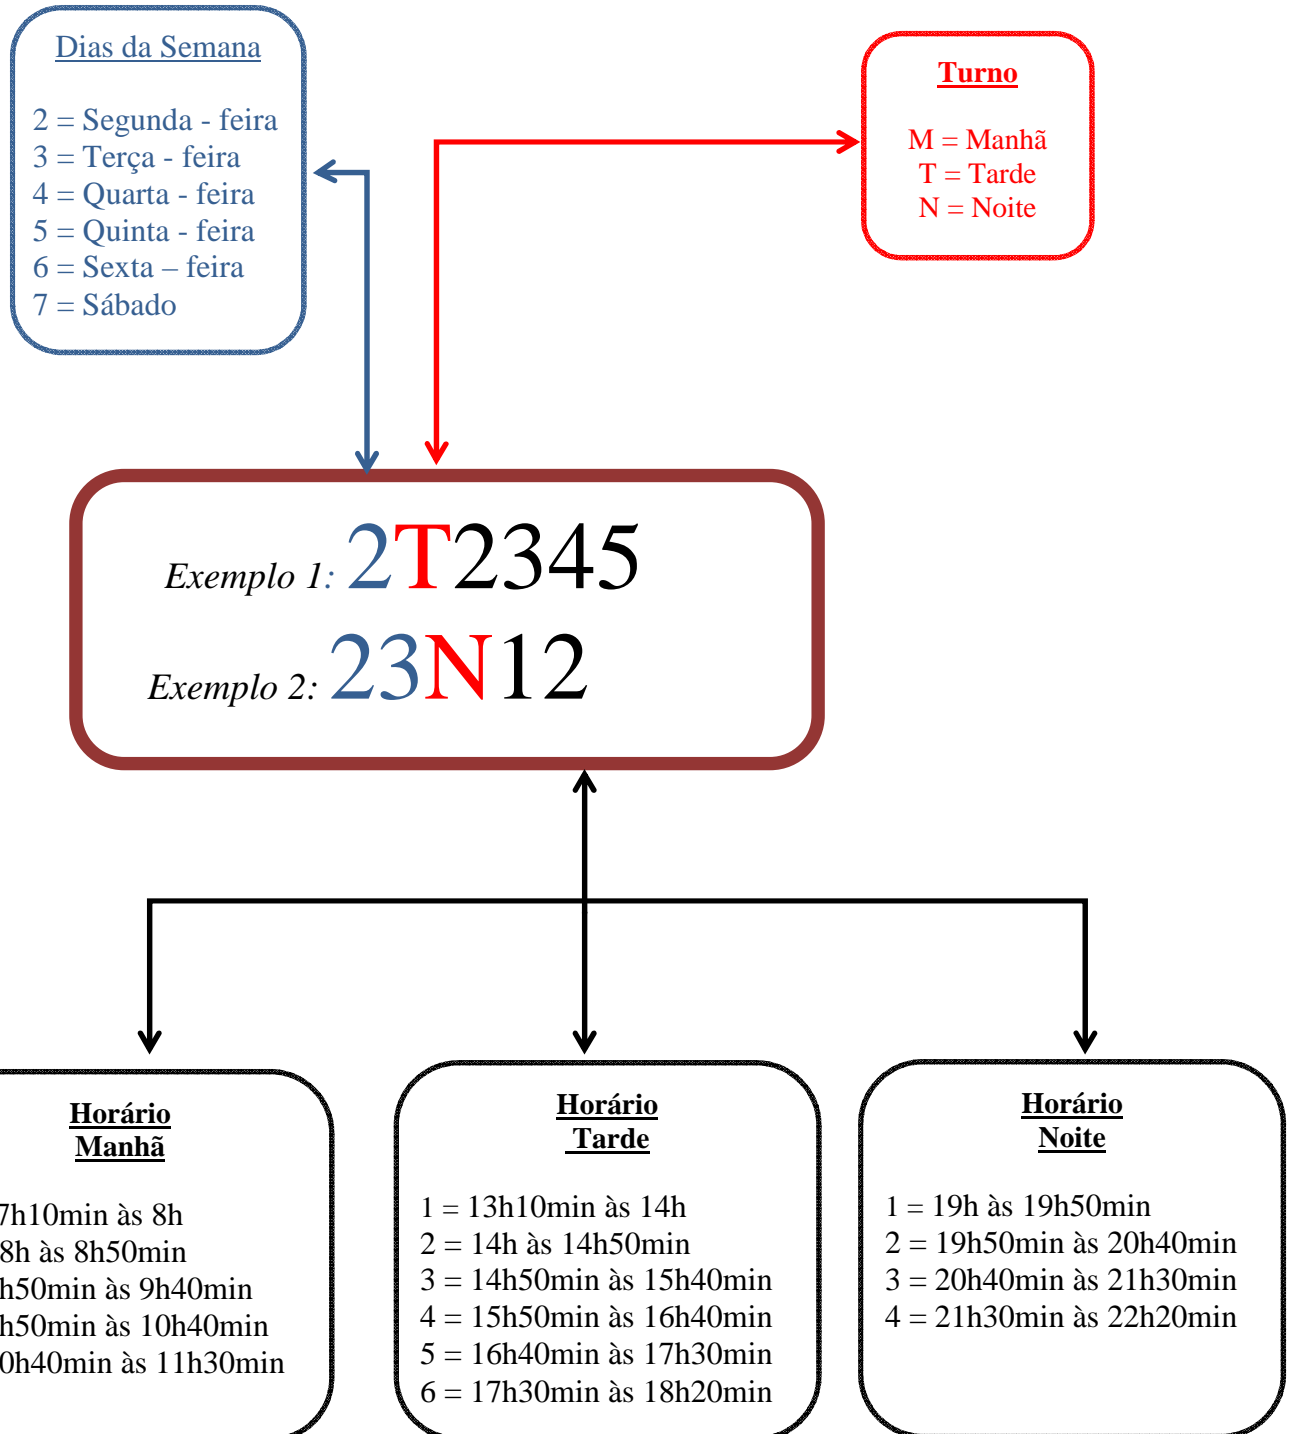 Dias da Semana
2 = Segunda - feira
3 = Terça - feira
4 = Quarta - feira
5 = Quinta - feira
6 = Sexta – feira
7 = Sábado
Turno
M = Manhã
T = Tarde
N = Noite
Exemplo 1: 2T2345
Exemplo 2: 23N12
Horário
Manhã
7h10min às 8h
8h às 8h50min
h50min às 9h40min
h50min às 10h40min
0h40min às 11h30min
Horário
Tarde
1 = 13h10min às 14h
2 = 14h às 14h50min
3 = 14h50min às 15h40min
4 = 15h50min às 16h40min
5 = 16h40min às 17h30min
6 = 17h30min às 18h20min
Horário
Noite
1 = 19h às 19h50min
2 = 19h50min às 20h40min
3 = 20h40min às 21h30min
4 = 21h30min às 22h20min